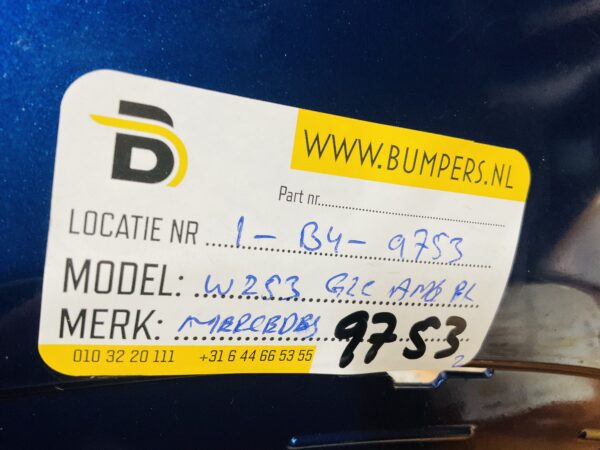 B
WWW.BUMPERS.NL
Part nr.
LOCATIE NR 1 - B4 - 9753
MODEL: W253 GLC AMG FL
MERK: MERCEDES 9753
010 32 20 111 +31 6 44 66 53 55